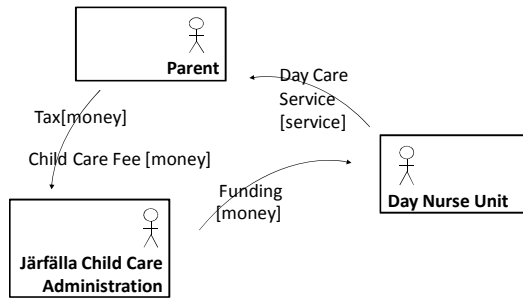 Parent
Day Care
Service
[service]
Tax[money]
Child Care Fee [money]
Funding
[money]
Day Nurse Unit
Järfälla Child Care
Administration